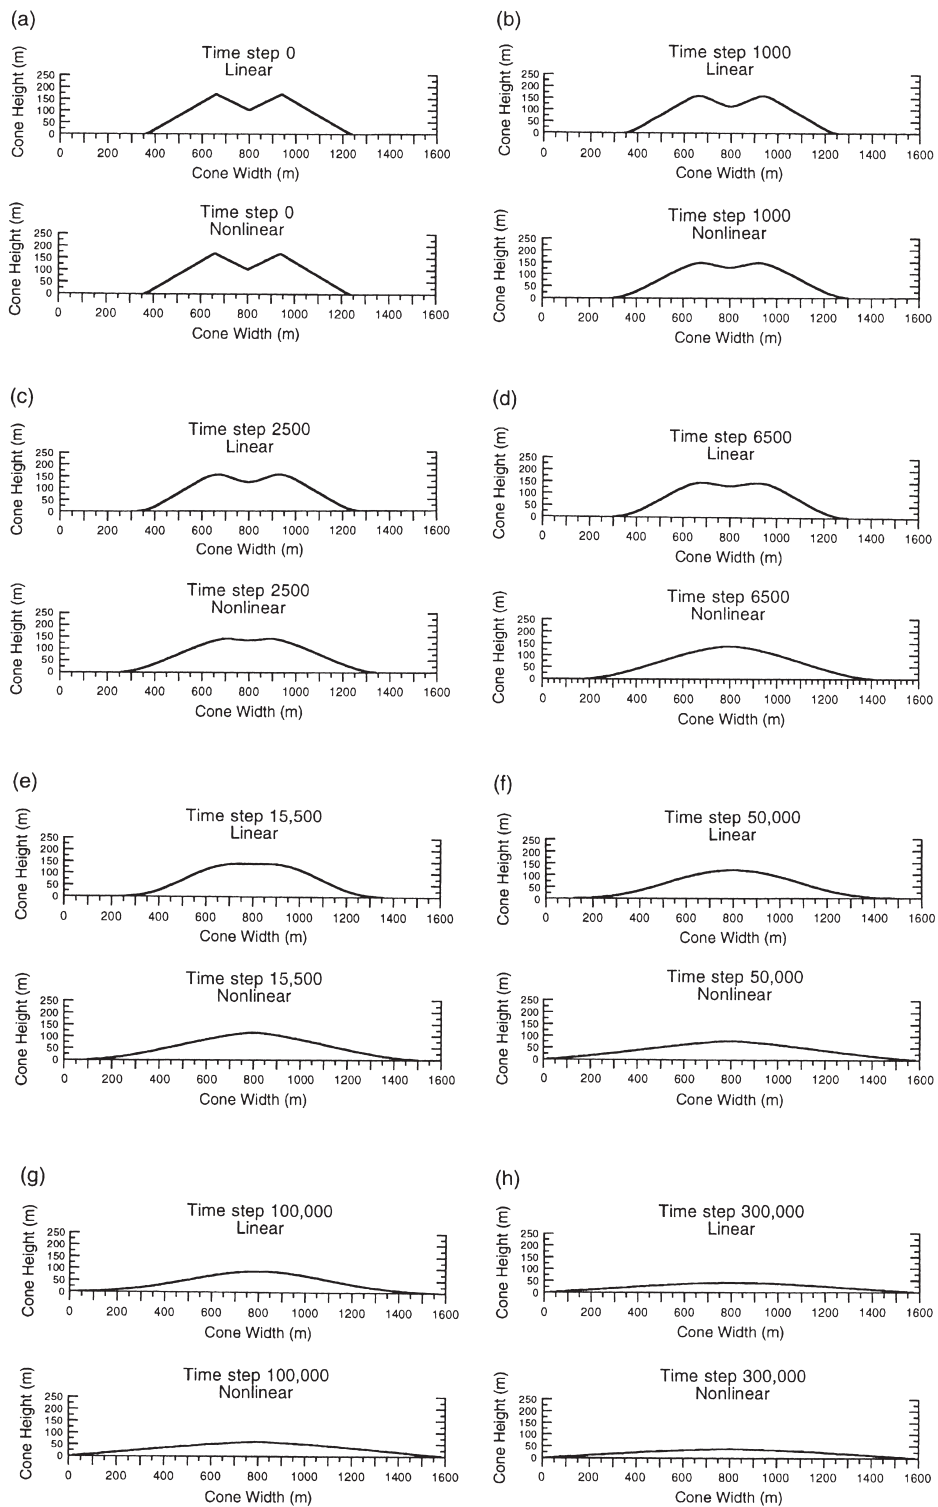 (a)
Time step 0
Linear
Cone Height (m)
250
200
150
100
50
0
0 200 400 600 800 1000 1200 1400 1600
Cone Width (m)
Time step 0
Nonlinear
Cone Height (m)
250
200
150
100
50
0
0 200 400 600 800 1000 1200 1400 1600
Cone Width (m)
(b)
Time step 1000
Linear
Cone Height (m)
250
200
150
100
50
0
0 200 400 600 800 1000 1200 1400 1600
Cone Width (m)
Time step 1000
Nonlinear
Cone Height (m)
250
200
150
100
50
0
0 200 400 600 800 1000 1200 1400 1600
Cone Width (m)
(c)
Time step 2500
Linear
Cone Height (m)
250
200
150
100
50
0
0 200 400 600 800 1000 1200 1400 1600
Cone Width (m)
Time step 2500
Nonlinear
Cone Height (m)
250
200
150
100
50
0
0 200 400 600 800 1000 1200 1400 1600
Cone Width (m)
(d)
Time step 6500
Linear
Cone Height (m)
250
200
150
100
50
0
0 200 400 600 800 1000 1200 1400 1600
Cone Width (m)
Time step 6500
Nonlinear
Cone Height (m)
250
200
150
100
50
0
0 200 400 600 800 1000 1200 1400 1600
Cone Width (m)
(e)
Time step 15,500
Linear
Cone Height (m)
250
200
150
100
50
0
0 200 400 600 800 1000 1200 1400 1600
Cone Width (m)
Time step 15,500
Nonlinear
Cone Height (m)
250
200
150
100
50
0
0 200 400 600 800 1000 1200 1400 1600
Cone Width (m)
(f)
Time step 50,000
Linear
Cone Height (m)
250
200
150
100
50
0
0 200 400 600 800 1000 1200 1400 1600
Cone Width (m)
Time step 50,000
Nonlinear
Cone Height (m)
250
200
150
100
50
0
0 200 400 600 800 1000 1200 1400 1600
Cone Width (m)
(g)
Time step 100,000
Linear
Cone Height (m)
250
200
150
100
50
0
0 200 400 600 800 1000 1200 1400 1600
Cone Width (m)
Time step 100,000
Nonlinear
Cone Height (m)
250
200
150
100
50
0
0 200 400 600 800 1000 1200 1400 1600
Cone Width (m)
(h)
Time step 300,000
Linear
Cone Height (m)
250
200
150
100
50
0
0 200 400 600 800 1000 1200 1400 1600
Cone Width (m)
Time step 300,000
Nonlinear
Cone Height (m)
250
200
150
100
50
0
0 200 400 600 800 1000 1200 1400 1600
Cone Width (m)